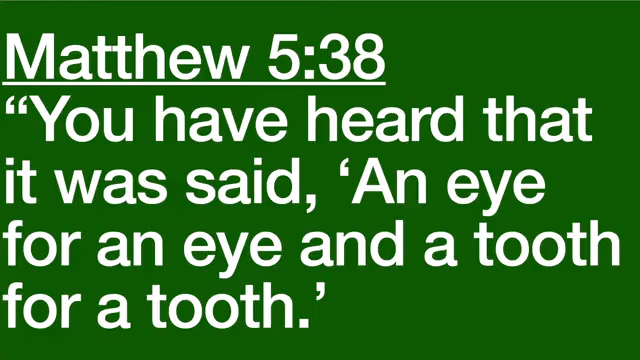 Matthew 5:38
“You have heard that
it was said, ‘An eye
for an eye and a tooth
for a tooth.’